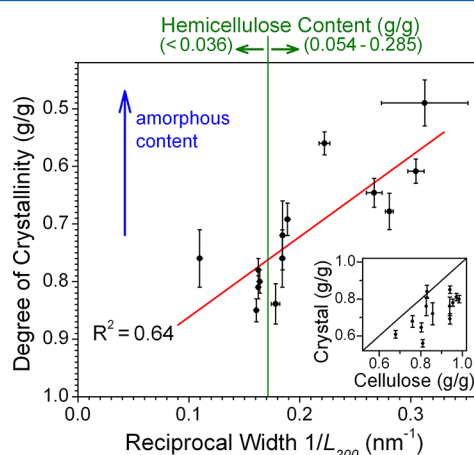 Hemicellulose Content (g/g)
(<0.036) (0.054-0.285)
Degree of Crystallinity (g/g)
0.5
0.6
0.7
0.8
0.9
1.0
amorphous
content
R²=0.64
Crystal (g/g)
1.0
0.8
0.6
0.6 0.8 1.0
Cellulose (g/g)
0.0 0.1 0.2 0.3
Reciprocal Width 1/L₂₀₀ (nm⁻¹)